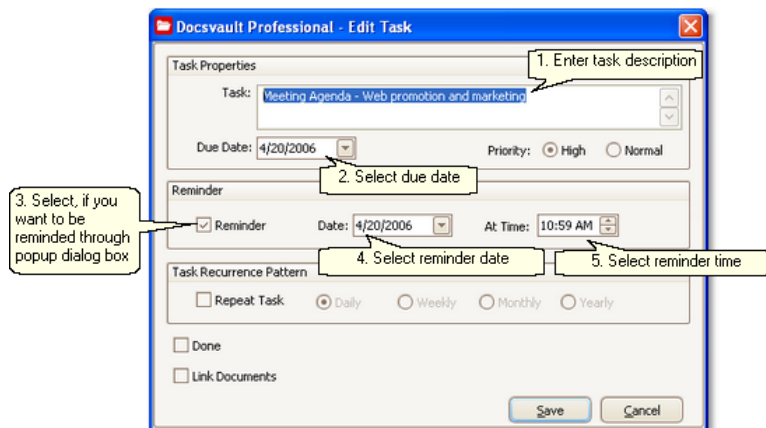 Docsvault Professional - Edit Task
1. Enter task description
Task Properties
Task: Meeting Agenda - Web promotion and marketing
Due Date: 4/20/2006 Priority: High Normal
2. Select due date
3. Select, if you
want to be
reminded through
popup dialog box
Reminder
Reminder Date: 4/20/2006 At Time: 10:59 AM
4. Select reminder date
5. Select reminder time
Task Recurrence Pattern
Repeat Task Daily Weekly Monthly Yearly
Done
Link Documents
Save Cancel